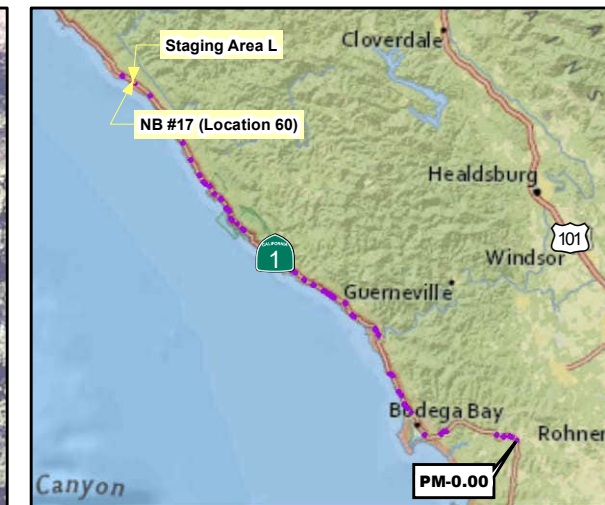 Staging Area L
Cloverdale
NB #17 (Location 60)
Healdsburg
101
Windsor
CALIFORNIA
1
Guerneville
Bodega Bay
Rohner
PM-0.00
Canyon